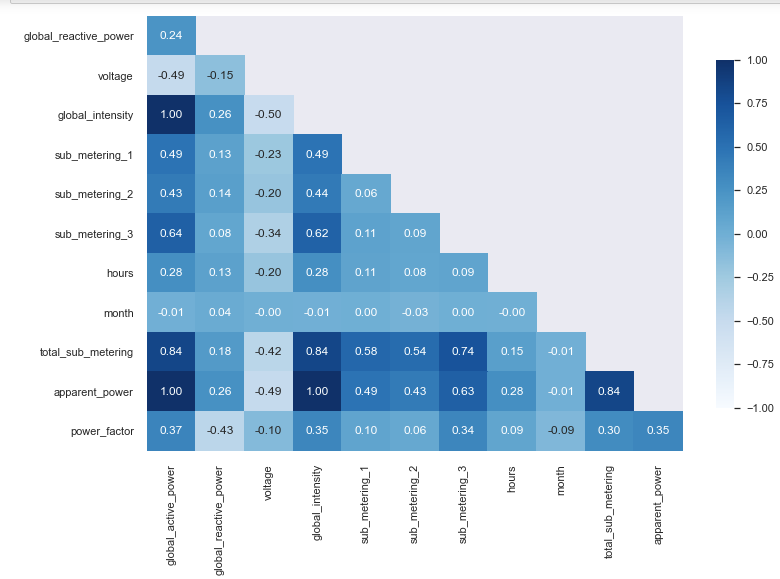 global_reactive_power 0.24
voltage -0.49 -0.15
global_intensity 1.00 0.26 -0.50
sub_metering_1 0.49 0.13 -0.23 0.49
sub_metering_2 0.43 0.14 -0.20 0.44 0.06
sub_metering_3 0.64 0.08 -0.34 0.62 0.11 0.09
hours 0.28 0.13 -0.20 0.28 0.11 0.08 0.09
month -0.01 0.04 -0.00 -0.01 0.00 -0.03 0.00 -0.00
total_sub_metering 0.84 0.18 -0.42 0.84 0.58 0.54 0.74 0.15 -0.01
apparent_power 1.00 0.26 -0.49 1.00 0.49 0.43 0.63 0.28 -0.01 0.84
power_factor 0.37 -0.43 -0.10 0.35 0.10 0.06 0.34 0.09 -0.09 0.30 0.35
global_active_power
global_reactive_power
voltage
global_intensity
sub_metering_1
sub_metering_2
sub_metering_3
hours
month
total_sub_metering
apparent_power
1.00
0.75
0.50
0.25
0.00
-0.25
-0.50
-0.75
-1.00